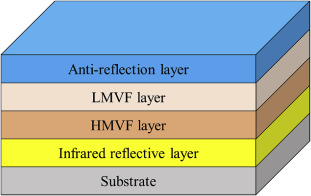 Anti-reflection layer
LMVF layer
HMVF layer
Infrared reflective layer
Substrate